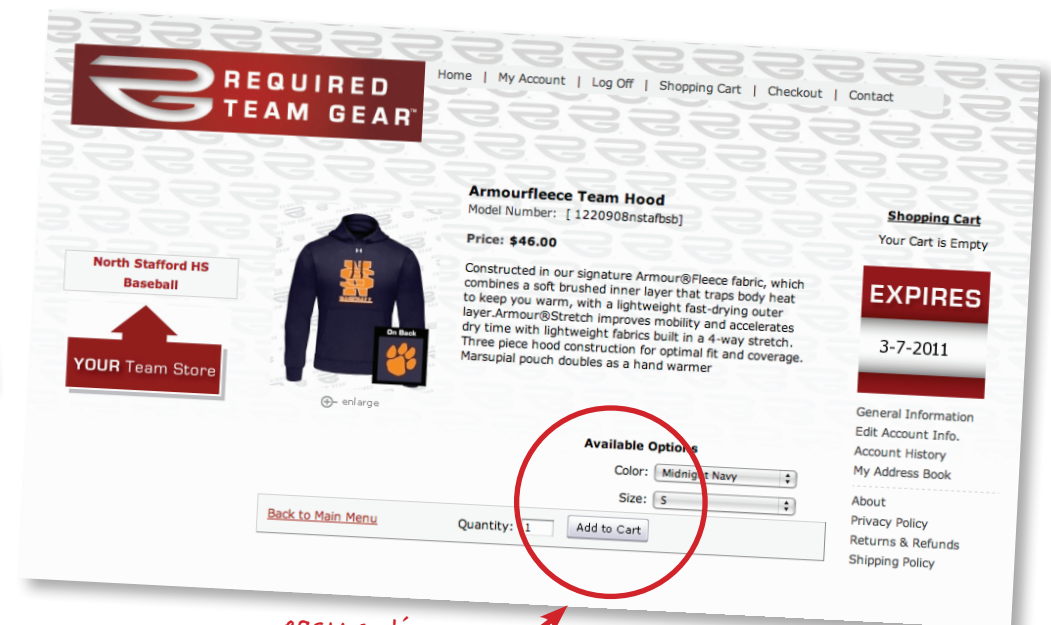 REQUIRED
TEAM GEAR™
Home | My Account | Log Off | Shopping Cart | Checkout | Contact
North Stafford HS
Baseball
YOUR Team Store
BASEBALL
On Back
enlarge
Armourfleece Team Hood
Model Number: [ 1220908nstafbsb]
Price: $46.00
Constructed in our signature Armour®Fleece fabric, which
combines a soft brushed inner layer that traps body heat
to keep you warm, with a lightweight fast-drying outer
layer.Armour®Stretch improves mobility and accelerates
dry time with lightweight fabrics built in a 4-way stretch.
Three piece hood construction for optimal fit and coverage.
Marsupial pouch doubles as a hand warmer
Available Options
Color: Midnight Navy
Size: S
Back to Main Menu
Quantity: 1 Add to Cart
Shopping Cart
Your Cart is Empty
EXPIRES
3-7-2011
General Information
Edit Account Info.
Account History
My Address Book
About
Privacy Policy
Returns & Refunds
Shipping Policy